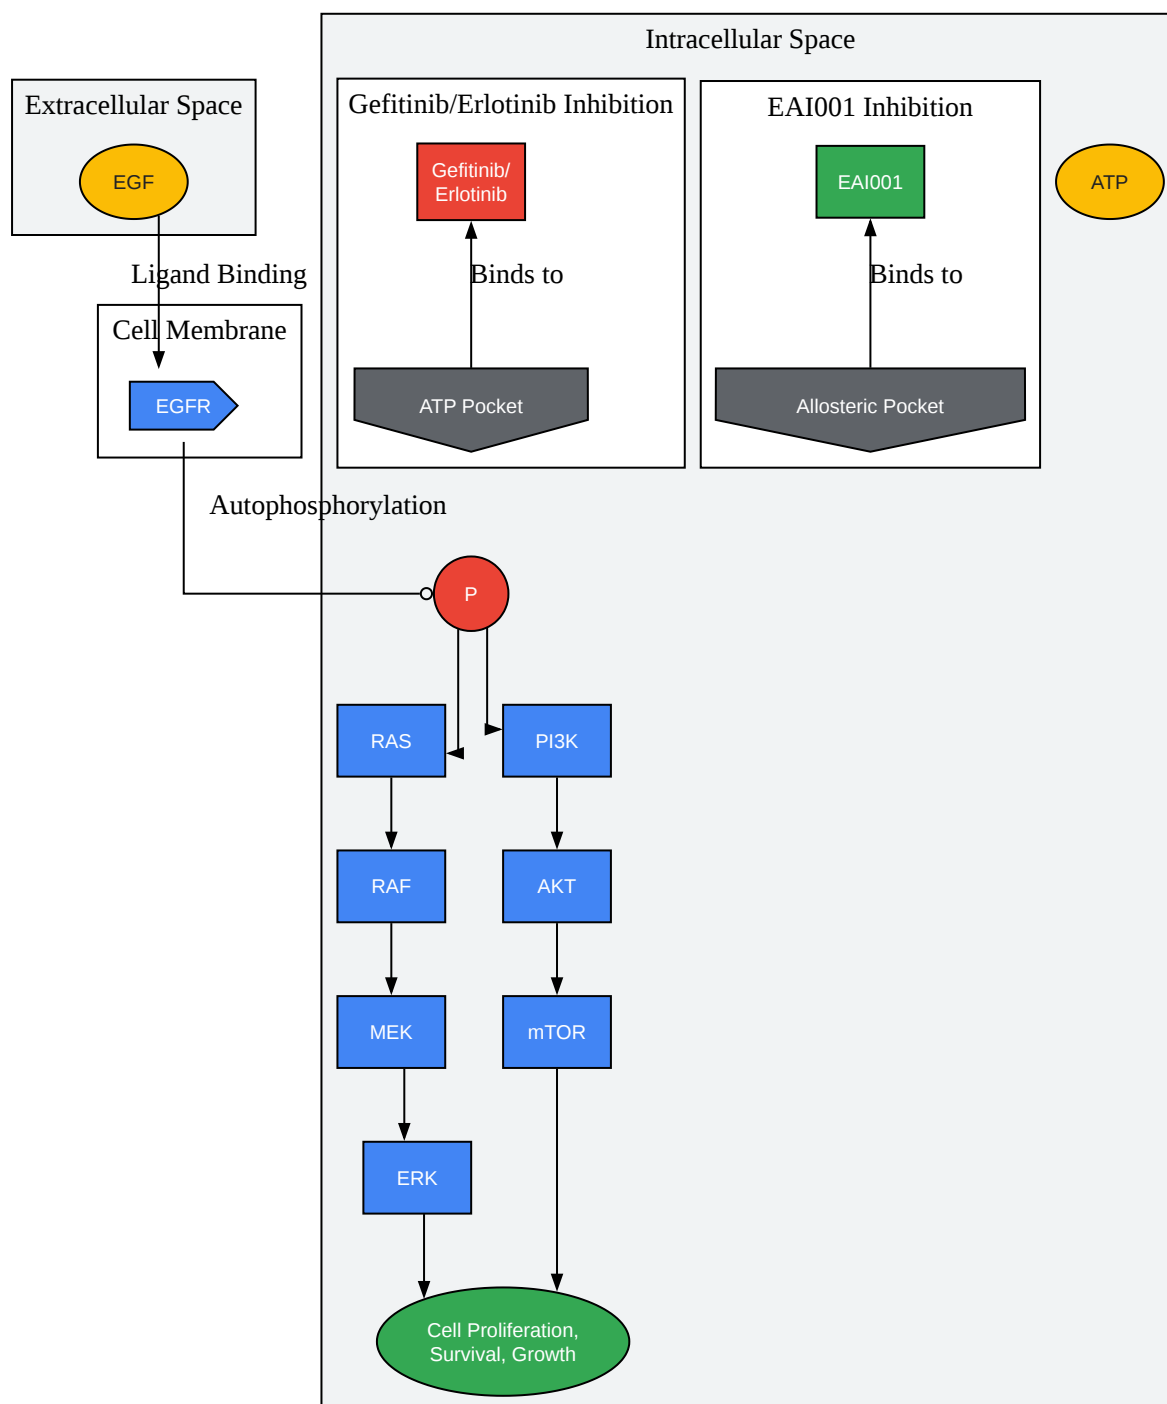 Intracellular Space
Extracellular Space
EGF
Ligand Binding
Cell Membrane
EGFR
Autophosphorylation
Gefitinib/Erlotinib Inhibition
Gefitinib/
Erlotinib
Binds to
ATP Pocket
EAI001 Inhibition
EAI001
Binds to
Allosteric Pocket
ATP
P
RAS
PI3K
RAF
AKT
MEK
mTOR
ERK
Cell Proliferation,
Survival, Growth